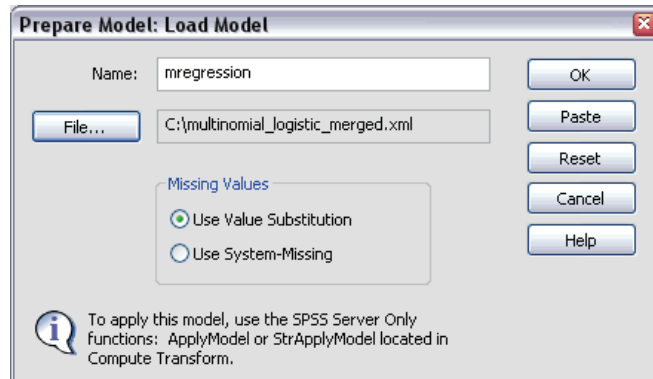 Prepare Model: Load Model
Name:
mregression
OK
File...
C:\multinomial_logistic_merged.xml
Paste
Reset
Missing Values
Use Value Substitution
Cancel
Use System-Missing
Help
To apply this model, use the SPSS Server Only
functions: ApplyModel or StrApplyModel located in
Compute Transform.